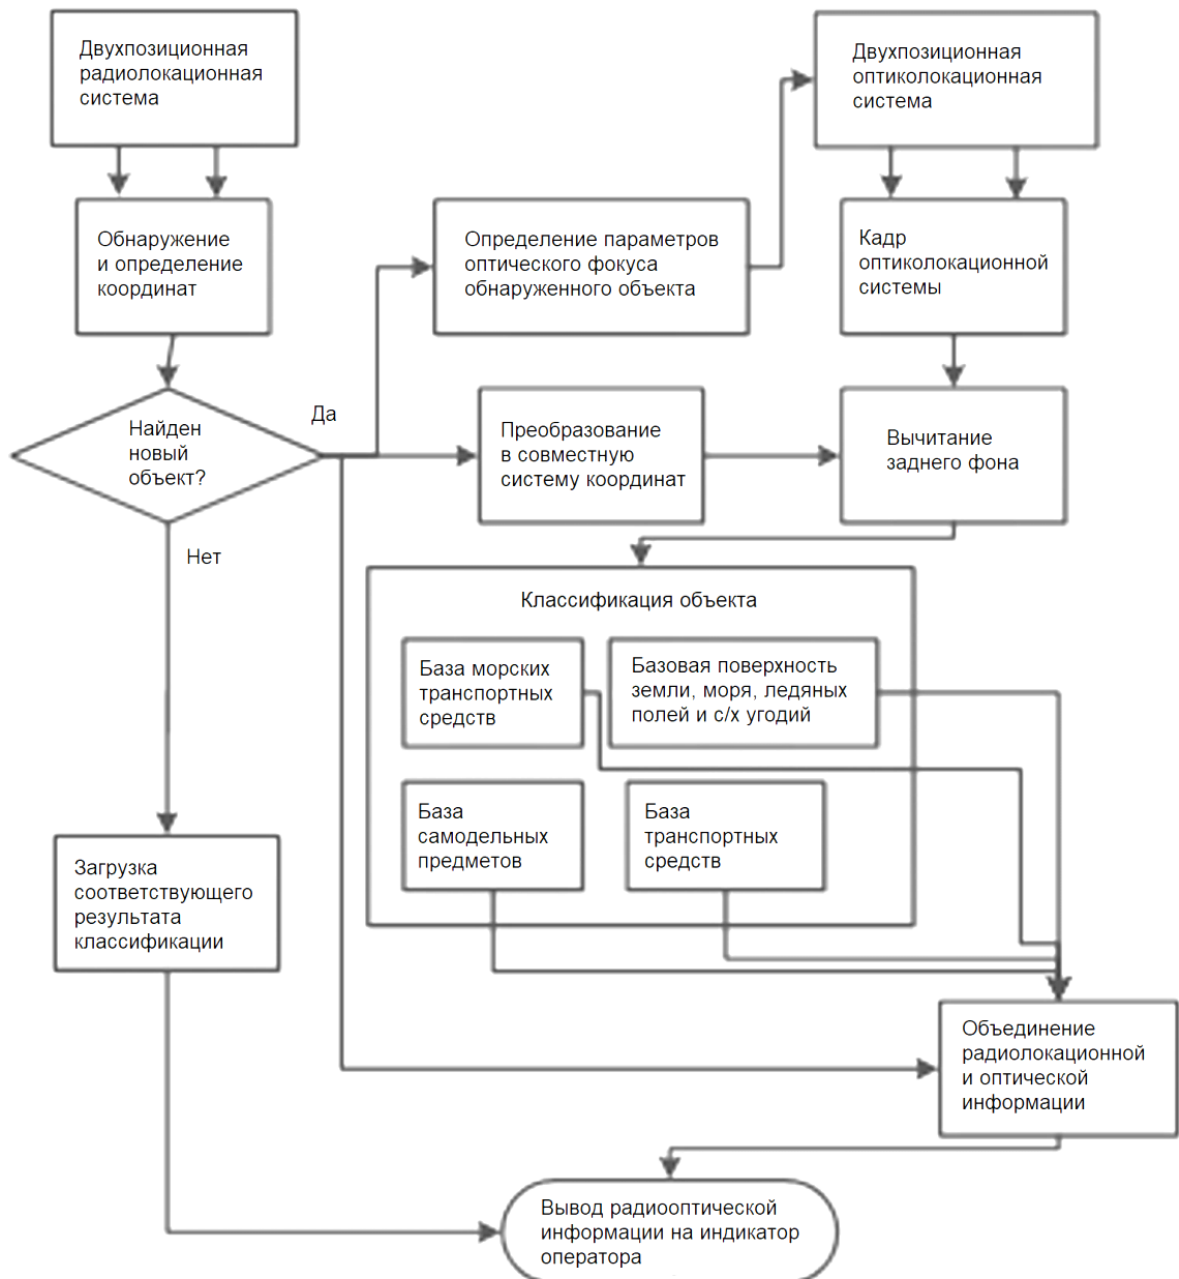 Двухпозиционная
радиолокационная
система
Двухпозиционная
оптиколокационная
система
Обнаружение
и определение
координат
Определение параметров
оптического фокуса
обнаруженного объекта
Кадр
оптиколокационной
системы
Найден
новый
объект?
Да
Преобразование
в совместную
систему координат
Вычитание
заднего фона
Нет
Классификация объекта
База морских
транспортных
средств
Базовая поверхность
земли, моря, ледяных
полей и с/х угодий
База
самодельных
предметов
База
транспортных
средств
Загрузка
соответствующего
результата
классификации
Объединение
радиолокационной
и оптической
информации
Вывод радиооптической
информации на индикатор
оператора